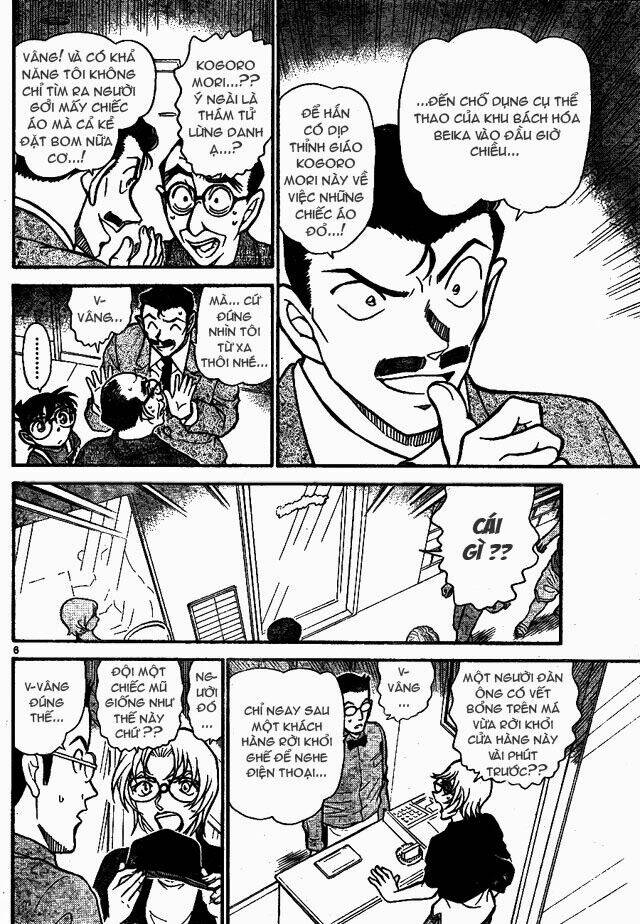 ...ĐẾN CHỖ DỤNG CỤ THỂ
THAO CỦA KHU BÁCH HÓA
BEIKA VÀO ĐẦU GIỜ
CHIỀU...
ĐỂ HẮN
CÓ DỊP
THỈNH GIÁO
KOGORO
MORI NÀY VỀ
VIỆC NHỮNG
CHIẾC ÁO
ĐỎ...!
KOGORO
MORI...??
Ý NGÀI LÀ
THÁM TỬ
LỪNG DANH
Ạ...?
VÂNG! VÀ CÓ KHẢ
NĂNG TÔI KHÔNG
CHỈ TÌM RA NGƯỜI
GỞI MẤY CHIẾC
ÁO MÀ CẢ KẺ
ĐẶT BOM NỮA
CƠ...!
MÀ... CỨ
ĐỨNG
NHÌN TÔI
TỪ XA
THÔI NHÉ...
V-
VÂNG...
CÁI
GÌ ??
6
MỘT NGƯỜI ĐÀN
ÔNG CÓ VẾT
BỎNG TRÊN MÁ
VỪA RỜI KHỎI
CỬA HÀNG NÀY
VÀI PHÚT
TRƯỚC??
V-
VÂNG...
CHỈ NGAY SAU
MỘT KHÁCH
HÀNG RỜI KHỎI
GHẾ ĐỂ NGHE
ĐIỆN THOẠI...
NG-
ƯỜI
ĐÓ...
ĐỘI MỘT
CHIẾC MŨ
GIỐNG NHƯ
THẾ NÀY
CHỨ ??
V-VÂNG
ĐÚNG
THẾ...